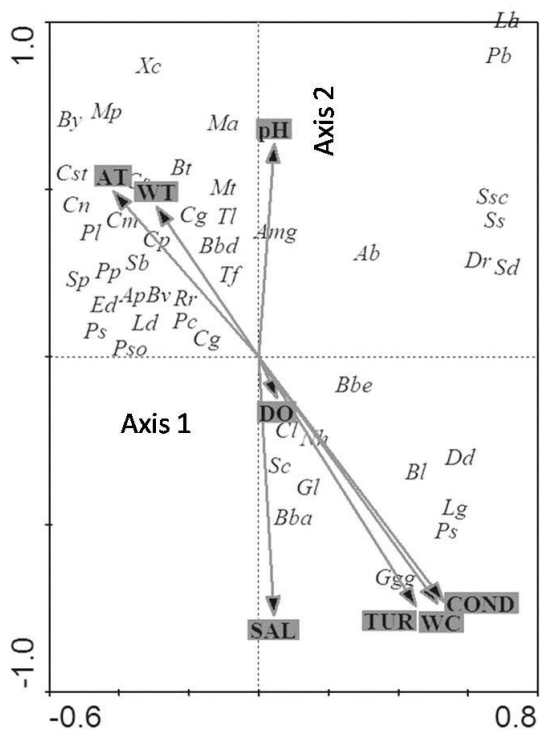 1.0
Lh
Pb
Xc
Axis 2
By Mp
Ma pH
Cst AT WT Bt
Mt
Ssc
Cn Cm Cg Tl
Ss
Pl Cp Bbd Amg Ab
Dr Sd
Sb
Sp Pp Tf
Ed Ap Bv Rr
Ps Ld Pc
Pso Cg
Bbe
Axis 1
DO
Cl Nh
Sc Bl Dd
Gl
Bba Lg
Ps
Ggg
COND
SAL TUR WC
-1.0
-0.6 0.8